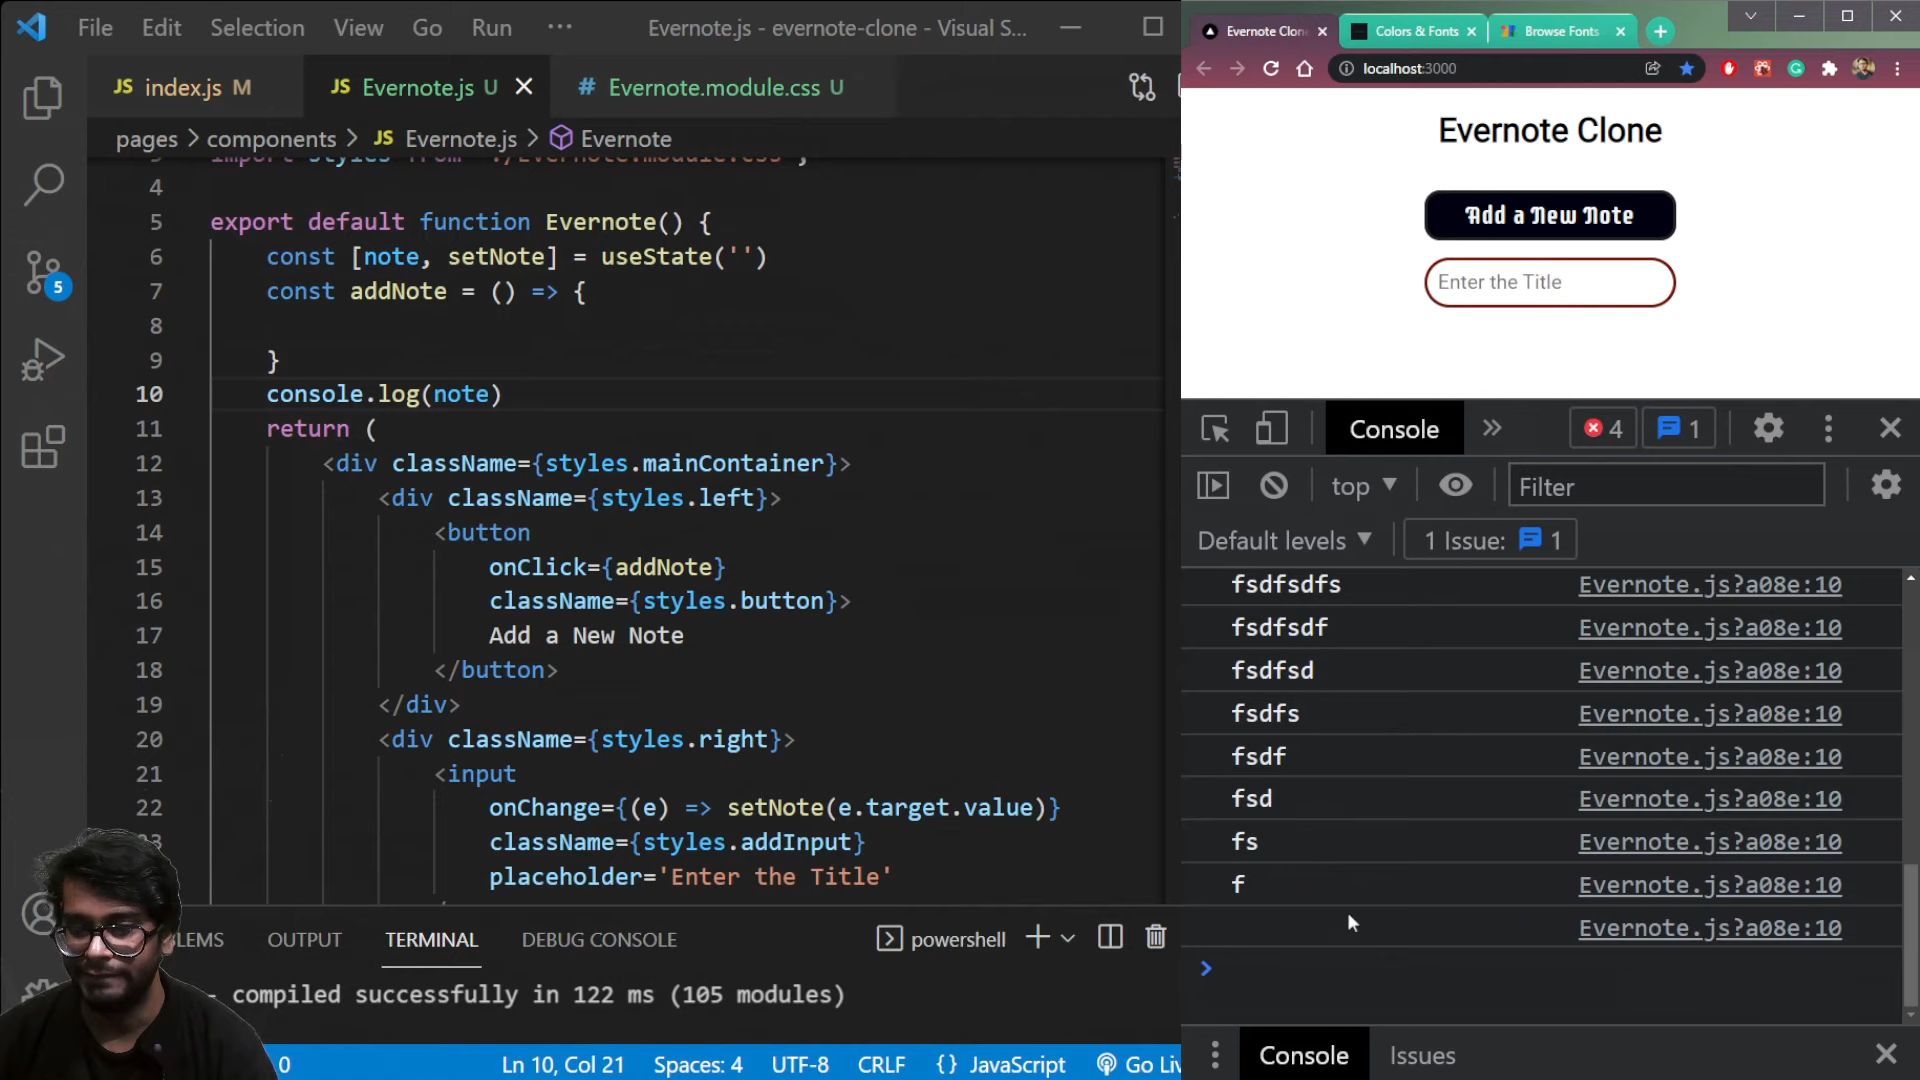 File Edit Selection View Go Run ··· Evernote.js - evernote-clone - Visual S...
JS index.js M JS Evernote.js U # Evernote.module.css U
pages > components > JS Evernote.js > Evernote
4
5 export default function Evernote() {
6 const [note, setNote] = useState('')
7 const addNote = () => {
8
9 }
10 console.log(note)
11 return (
12 <div className={styles.mainContainer}>
13 <div className={styles.left}>
14 <button
15 onClick={addNote}
16 className={styles.button}>
17 Add a New Note
18 </button>
19 </div>
20 <div className={styles.right}>
21 <input
22 onChange={(e) => setNote(e.target.value)}
className={styles.addInput}
placeholder='Enter the Title'
5
BLEMS OUTPUT TERMINAL DEBUG CONSOLE powershell
- compiled successfully in 122 ms (105 modules)
0 Ln 10, Col 21 Spaces: 4 UTF-8 CRLF {} JavaScript Go Liv
Evernote Clon Colors & Fonts Browse Fonts
localhost:3000
Evernote Clone
Add a New Note
Enter the Title
Console 4 1
top Filter
Default levels 1 Issue: 1
fsdfsdfs Evernote.js?a08e:10
fsdfsdf Evernote.js?a08e:10
fsdfsd Evernote.js?a08e:10
fsdfs Evernote.js?a08e:10
fsdf Evernote.js?a08e:10
fsd Evernote.js?a08e:10
fs Evernote.js?a08e:10
f Evernote.js?a08e:10
Evernote.js?a08e:10
>
Console Issues